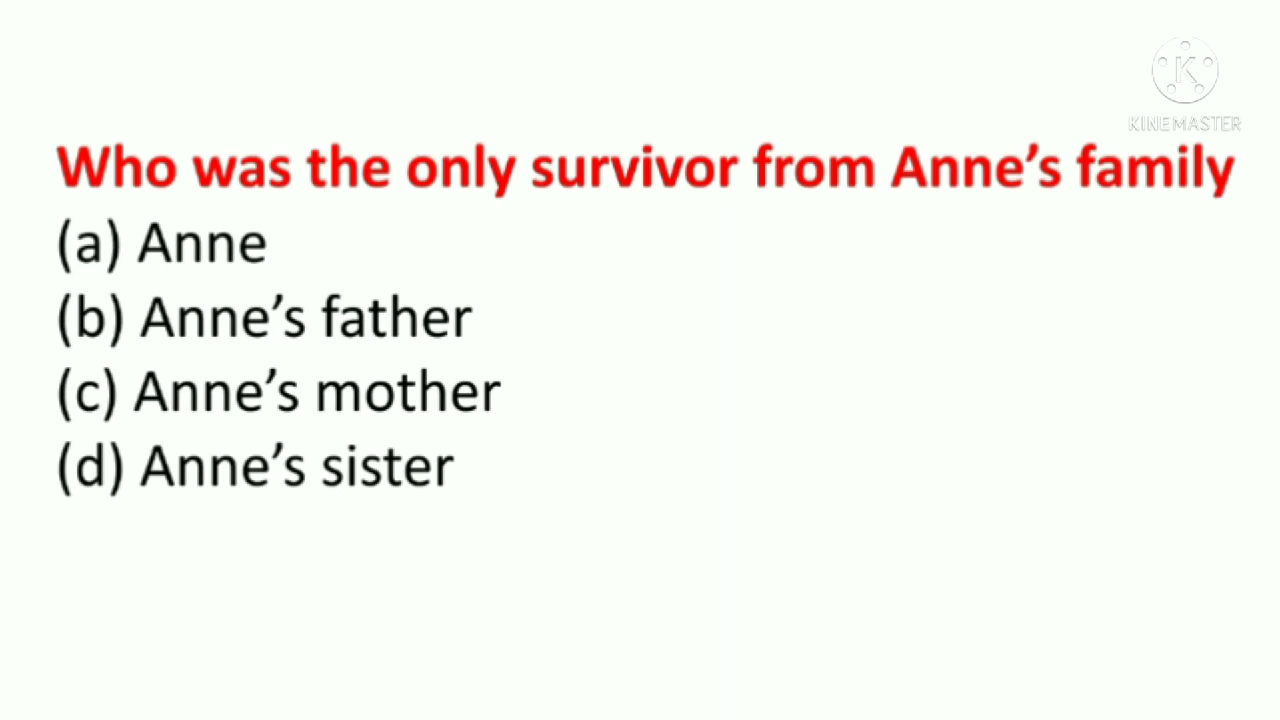 K
KINEMASTER
Who was the only survivor from Anne’s family
(a) Anne
(b) Anne’s father
(c) Anne’s mother
(d) Anne’s sister